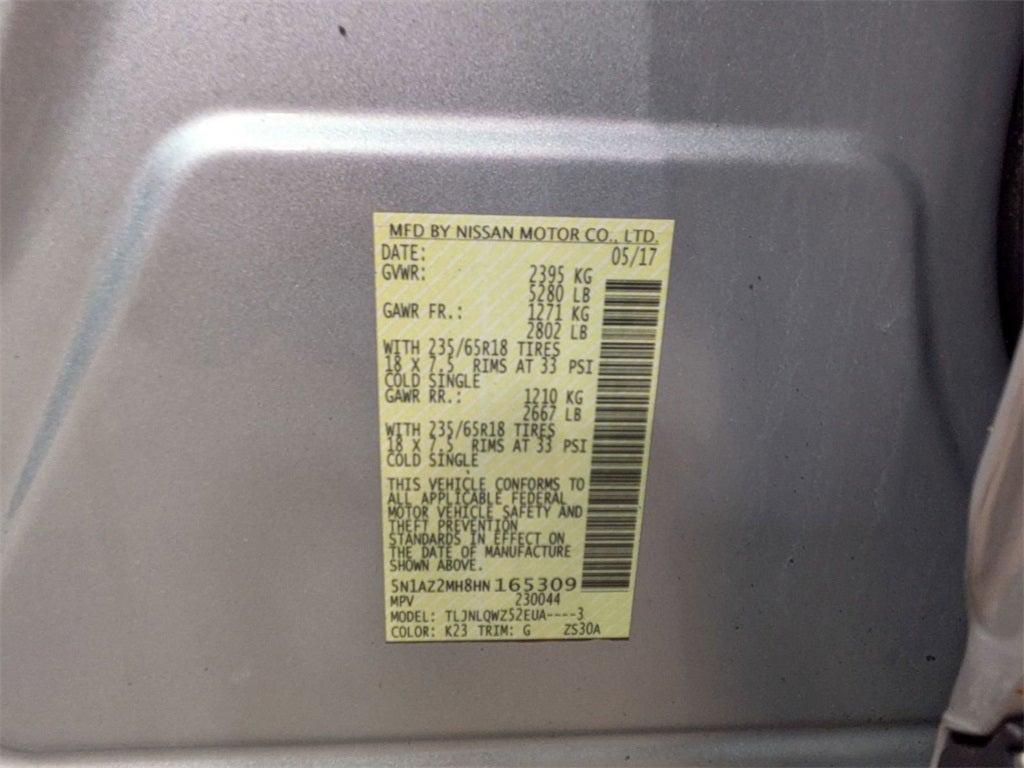 MFD BY NISSAN MOTOR CO., LTD.
DATE: 05/17
GVWR: 2395 KG
5280 LB
GAWR FR.: 1271 KG
2802 LB
WITH 235/65R18 TIRES
18 X 7.5 RIMS AT 33 PSI
COLD SINGLE
GAWR RR.: 1210 KG
2667 LB
WITH 235/65R18 TIRES
18 X 7.5 RIMS AT 33 PSI
COLD SINGLE
THIS VEHICLE CONFORMS TO
ALL APPLICABLE FEDERAL
MOTOR VEHICLE SAFETY AND
THEFT PREVENTION
STANDARDS IN EFFECT ON
THE DATE OF MANUFACTURE
SHOWN ABOVE.
5N1AZ2MH8HN165309
MPV 230044
MODEL: TLJNLQWZ52EUA----3
COLOR: K23 TRIM: G ZS30A